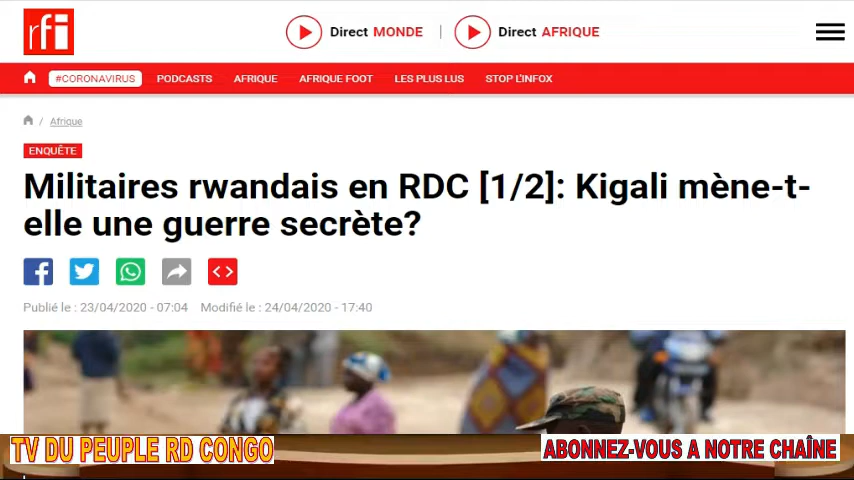 rfi
Direct MONDE | Direct AFRIQUE
#CORONAVIRUS PODCASTS AFRIQUE AFRIQUE FOOT LES PLUS LUS STOP L'INFOX
/ Afrique
ENQUÊTE
Militaires rwandais en RDC [1/2]: Kigali mène-t-
elle une guerre secrète?
Publié le : 23/04/2020 - 07:04 Modifié le : 24/04/2020 - 17:40
TV DU PEUPLE RD CONGO
ABONNEZ-VOUS A NOTRE CHAÎNE